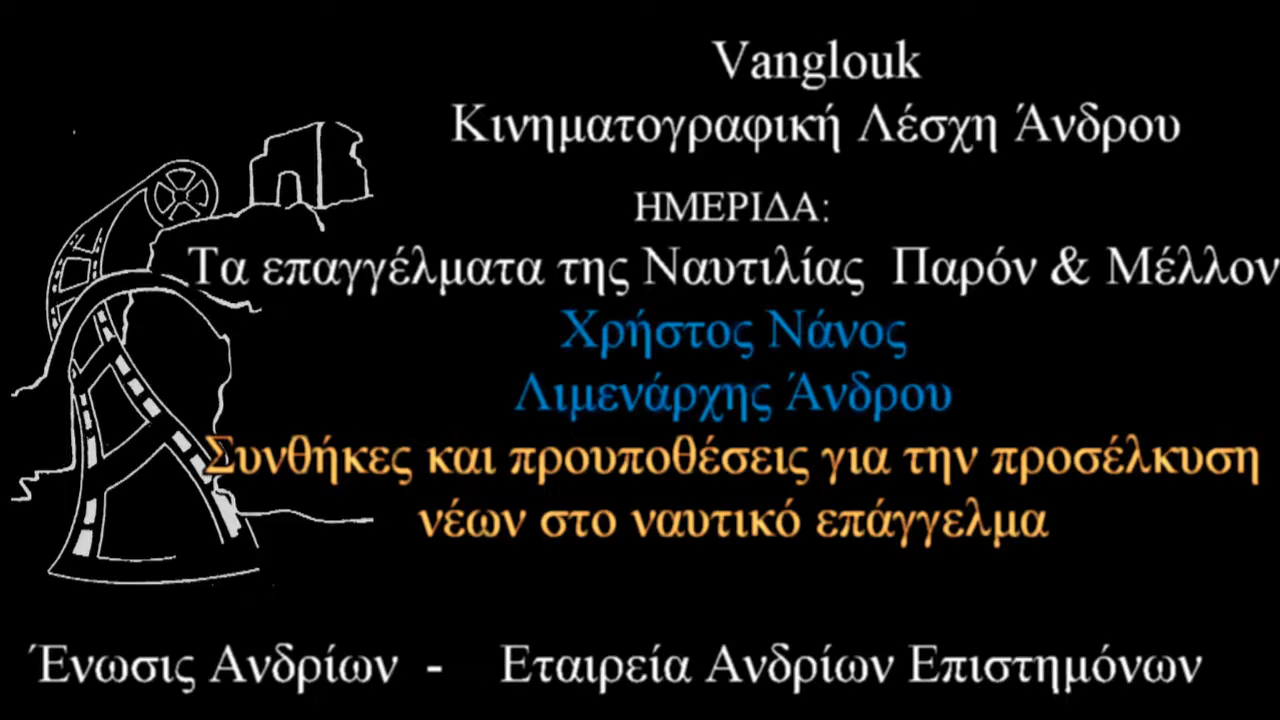 Vanglouk
Κινηματογραφική Λέσχη Άνδρου
ΗΜΕΡΙΔΑ:
Τα επαγγέλματα της Ναυτιλίας Παρόν & Μέλλον
Χρήστος Νάνος
Λιμενάρχης Άνδρου
Συνθήκες και προυποθέσεις για την προσέλκυση
νέων στο ναυτικό επάγγελμα
Ένωσις Ανδρίων - Εταιρεία Ανδρίων Επιστημόνων